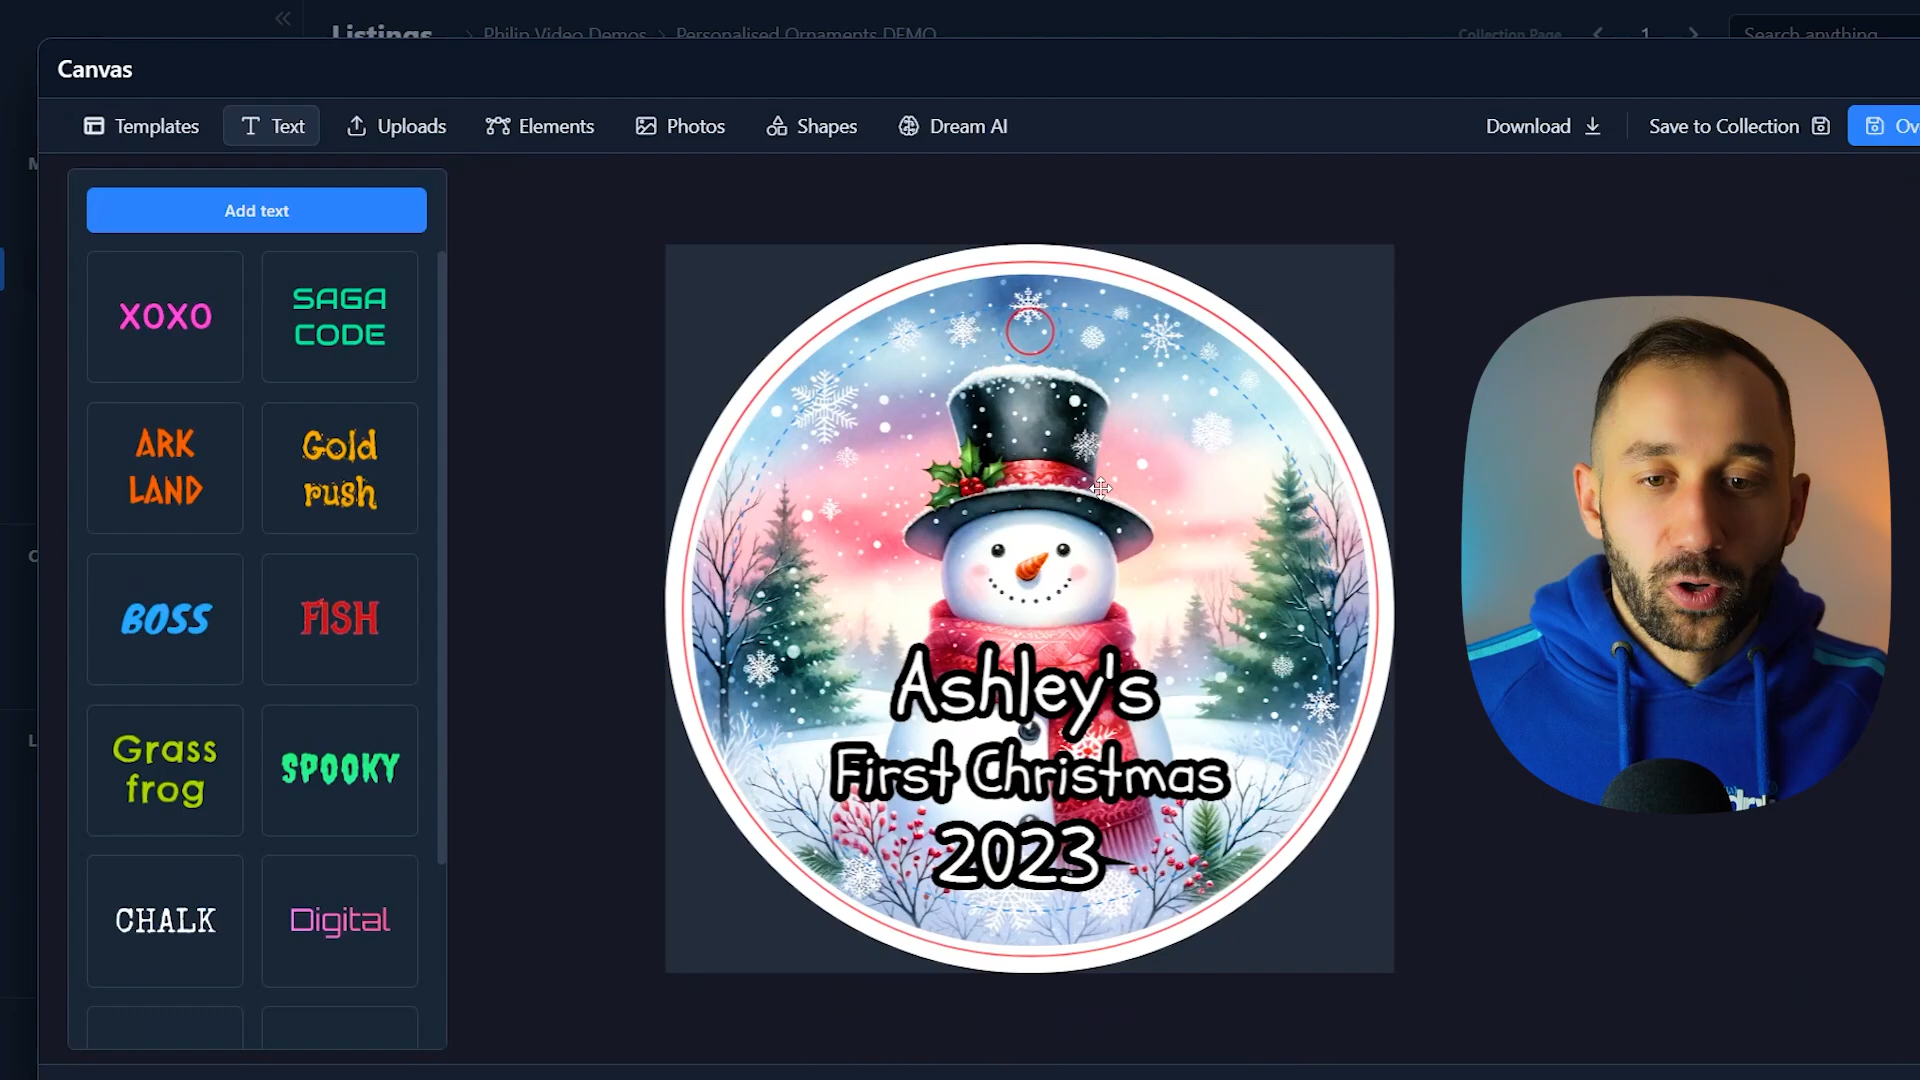 Listings
Philip Video Demos
Personalised Ornaments DEMO
Collection Page
1
Search anything
Canvas
Templates
Text
Uploads
Elements
Photos
Shapes
Dream AI
Download
Save to Collection
Add text
XOXO
SAGA
CODE
ARK
LAND
Gold
rush
BOSS
FISH
Grass
frog
SPOOKY
CHALK
Digital
Ashley's
First Christmas
2023